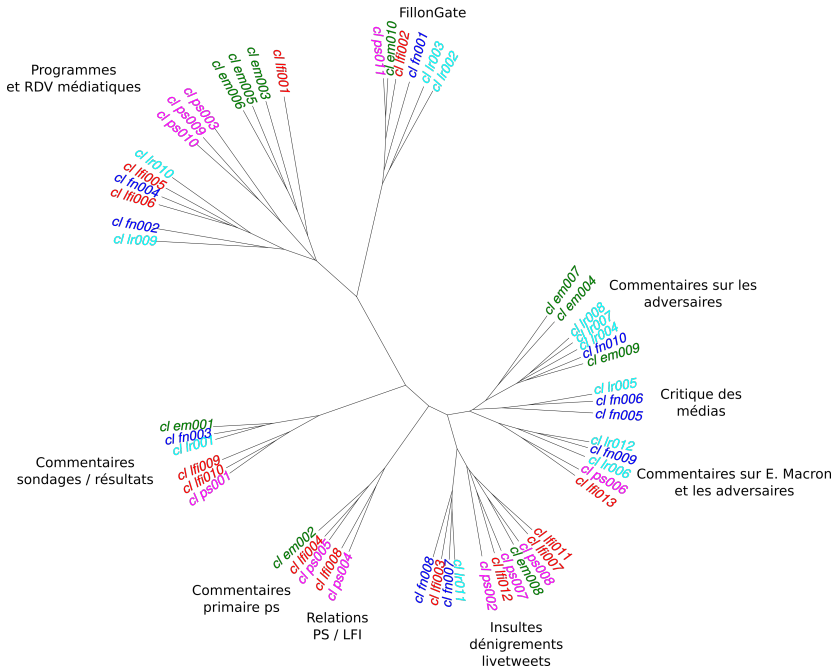 FillonGate
cl ps011
cl em010
cl lfi002
cl fn001
cl lr003
cl lr002
Programmes
et RDV médiatiques
cl lfi001
cl em003
cl em005
cl em006
cl ps003
cl ps009
cl ps010
cl lr010
cl lfi005
cl fn004
cl lfi006
cl fn002
cl lr009
cl em007
cl em004
Commentaires sur les
adversaires
cl lr008
cl lr007
cl lr004
cl fn010
cl em009
cl lr005
cl fn006
cl fn005
Critique des
médias
cl lr012
cl fn009
cl lr006
cl ps006
cl lfi013
Commentaires sur E. Macron
et les adversaires
cl em001
cl fn003
cl lr001
cl lfi009
cl lfi010
cl ps001
Commentaires
sondages / résultats
cl em002
cl lfi004
cl ps005
cl lfi008
cl ps004
Commentaires
primaire ps
Relations
PS / LFI
cl fn008
cl lfi003
cl fn007
cl lr011
cl ps002
cl lfi012
cl ps007
cl em008
cl ps008
cl lfi007
cl lfi011
Insultes
dénigrements
livetweets